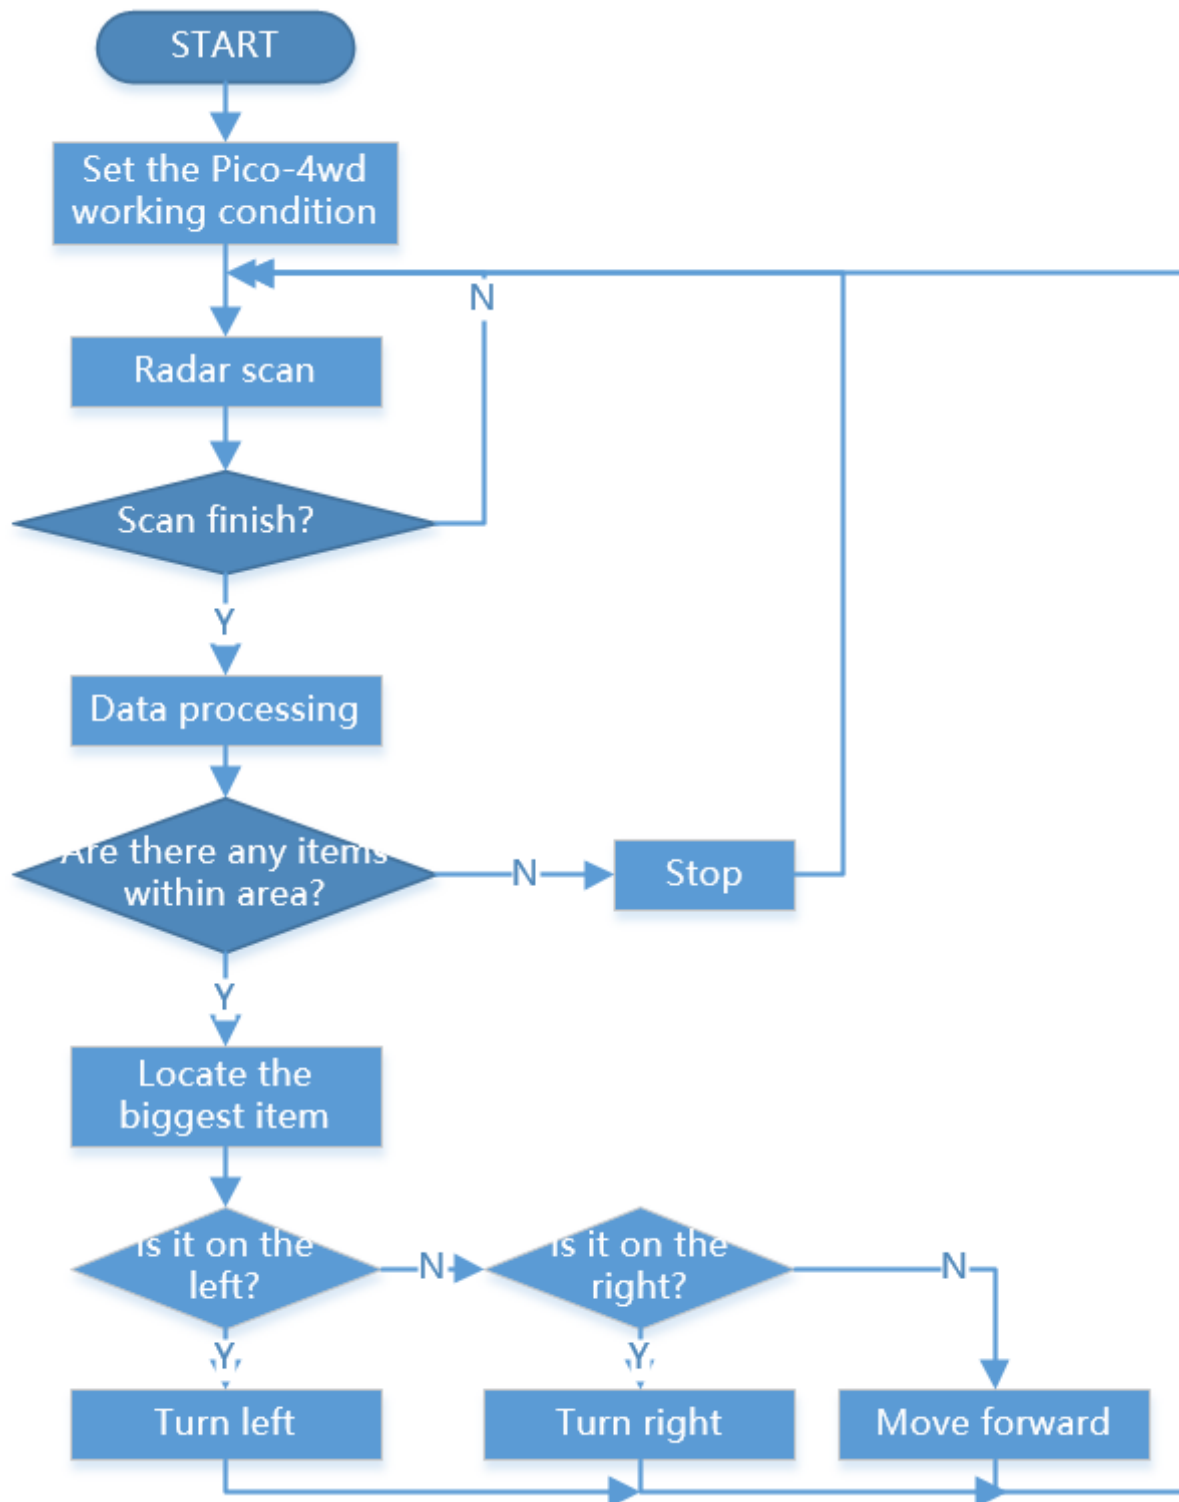 START
Set the Pico-4wd
working condition
N
Radar scan
Scan finish?
Y
Data processing
Are there any items
within area?
N
Stop
Y
Locate the
biggest item
Is it on the
left?
N
Is it on the
right?
N
Y
Y
Turn left
Turn right
Move forward